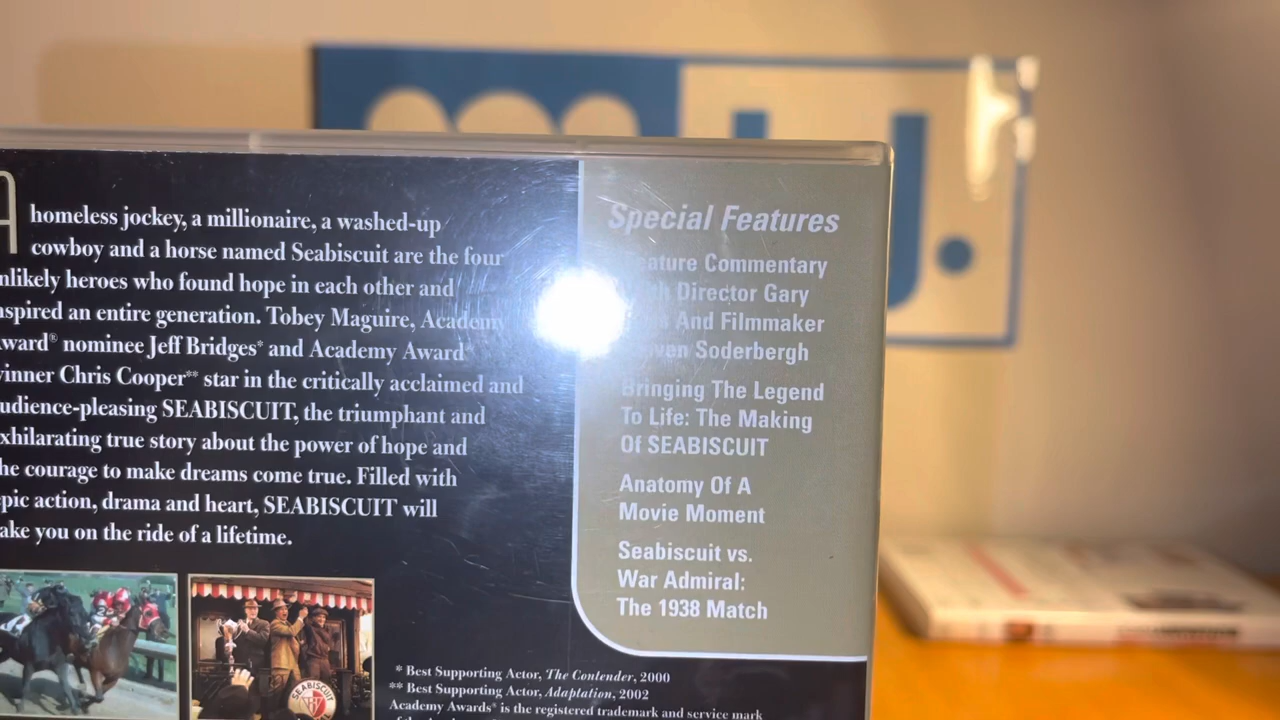 A homeless jockey, a millionaire, a washed-up
cowboy and a horse named Seabiscuit are the four
nlikely heroes who found hope in each other and
nspired an entire generation. Tobey Maguire, Academy
ward® nominee Jeff Bridges* and Academy Award
inner Chris Cooper** star in the critically acclaimed and
udience-pleasing SEABISCUIT, the triumphant and
xhilarating true story about the power of hope and
he courage to make dreams come true. Filled with
pic action, drama and heart, SEABISCUIT will
ake you on the ride of a lifetime.
Special Features
eature Commentary
Director Gary
And Filmmaker
Soderbergh
Bringing The Legend
To Life: The Making
Of SEABISCUIT
Anatomy Of A
Movie Moment
Seabiscuit vs.
War Admiral:
The 1938 Match
SEABISCUIT
* Best Supporting Actor, The Contender, 2000
** Best Supporting Actor, Adaptation, 2002
Academy Awards® is the registered trademark and service mark